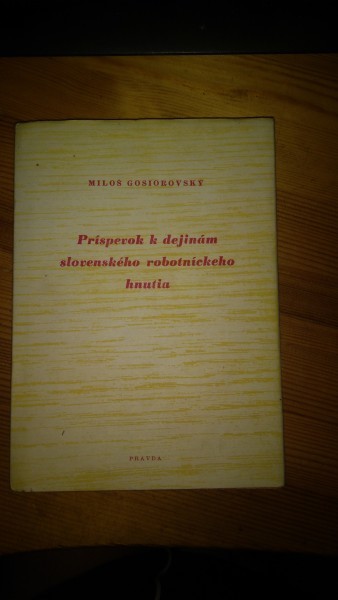 MILOŠ GOSIOROVSKÝ
Príspevok k dejinám
slovenského robotníckeho
hnutia
PRAVDA